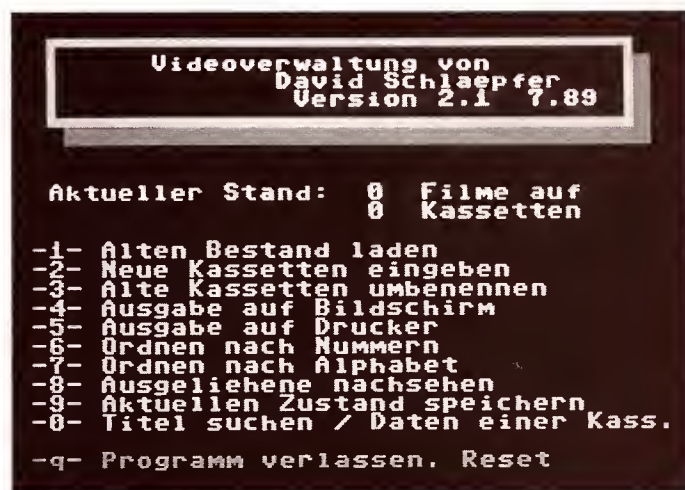 Videoverwaltung von
David Schlaepfer
Version 2.1 7.89
Aktueller Stand: 0 Filme auf
0 Kassetten
-1- Alten Bestand laden
-2- Neue Kassetten eingeben
-3- Alte Kassetten umbenennen
-4- Ausgabe auf Bildschirm
-5- Ausgabe auf Drucker
-6- Ordnen nach Nummern
-7- Ordnen nach Alphabet
-8- Ausgeliehene nachsehen
-9- Aktuellen Zustand speichern
-0- Titel suchen / Daten einer Kass.
-q- Programm verlassen. Reset